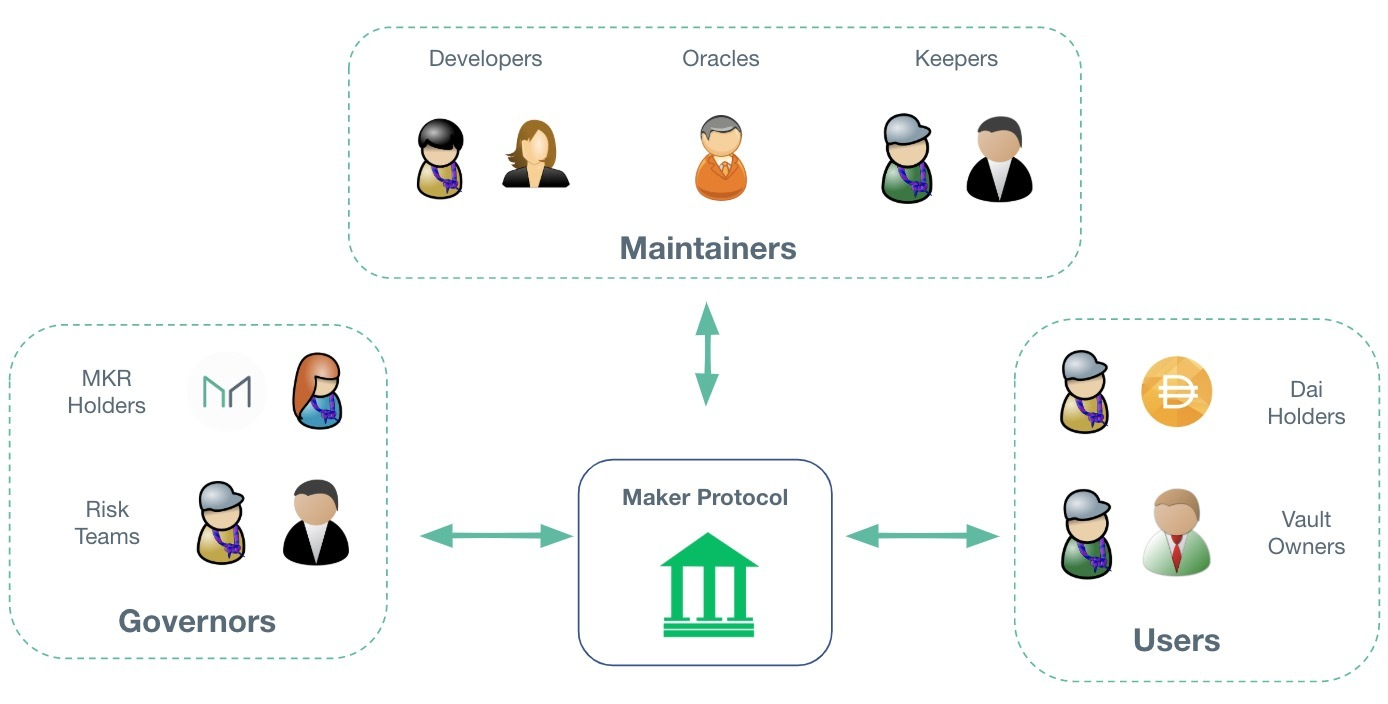 Developers
Oracles
Keepers
Maintainers
MKR
Holders
Risk
Teams
Governors
Maker Protocol
Dai
Holders
Vault
Owners
Users